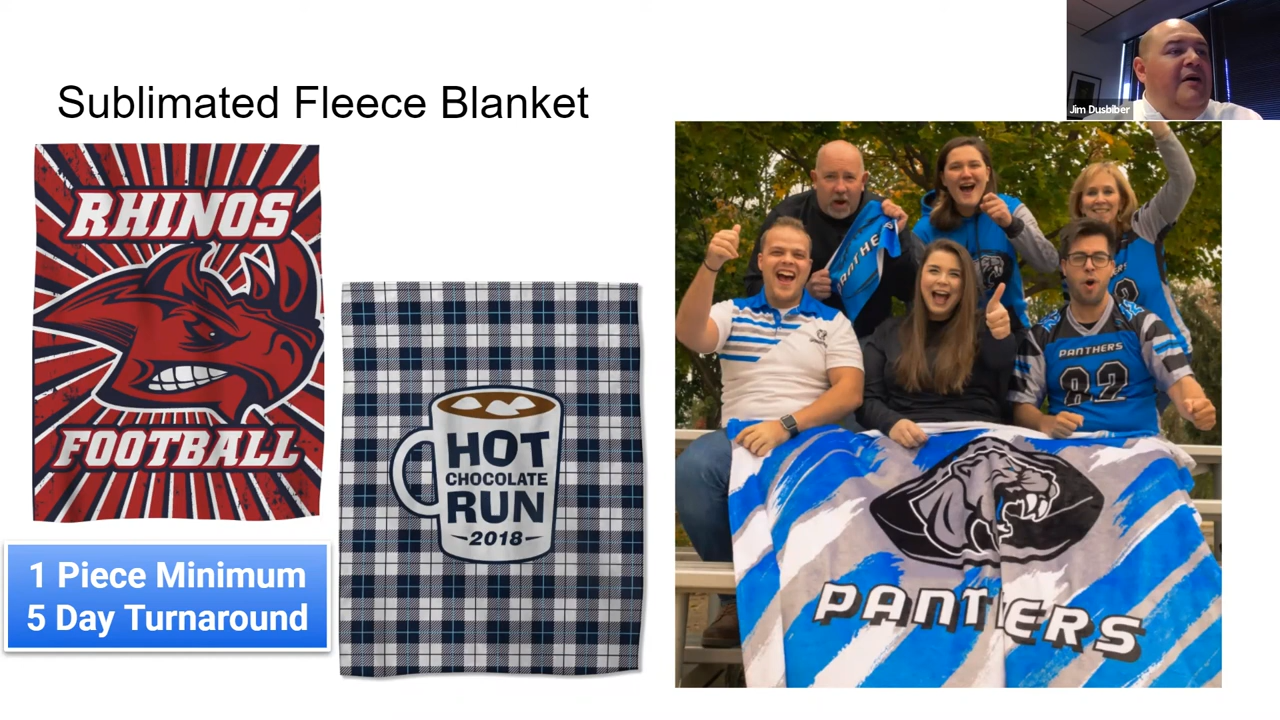 Jim Dusbiber
Sublimated Fleece Blanket
RHINOS
FOOTBALL
HOT
CHOCOLATE
RUN
2018
1 Piece Minimum
5 Day Turnaround
PANTHE
PANTHERS
82
PANTHERS